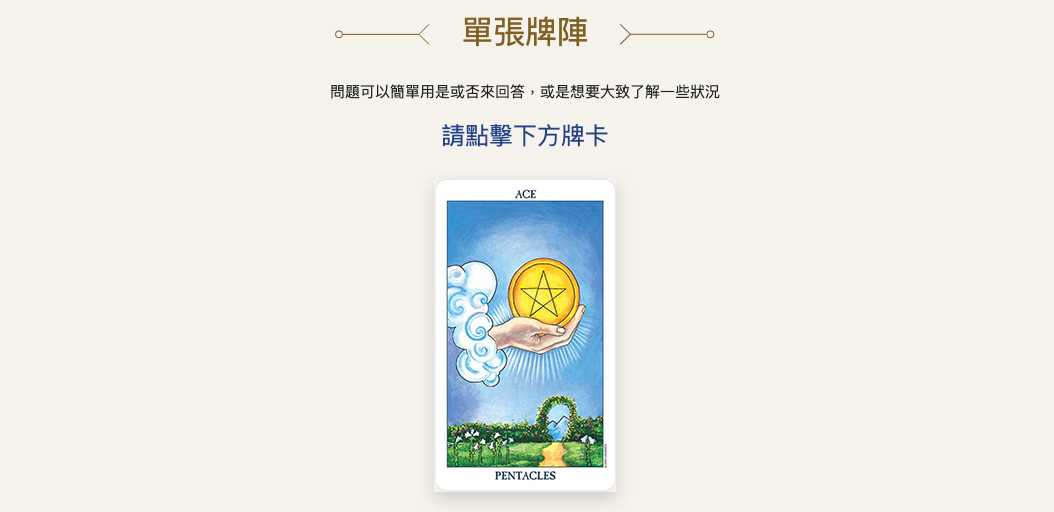 單張牌陣
問題可以簡單用是或否來回答，或是想要大致了解一些狀況
請點擊下方牌卡
ACE
PENTACLES